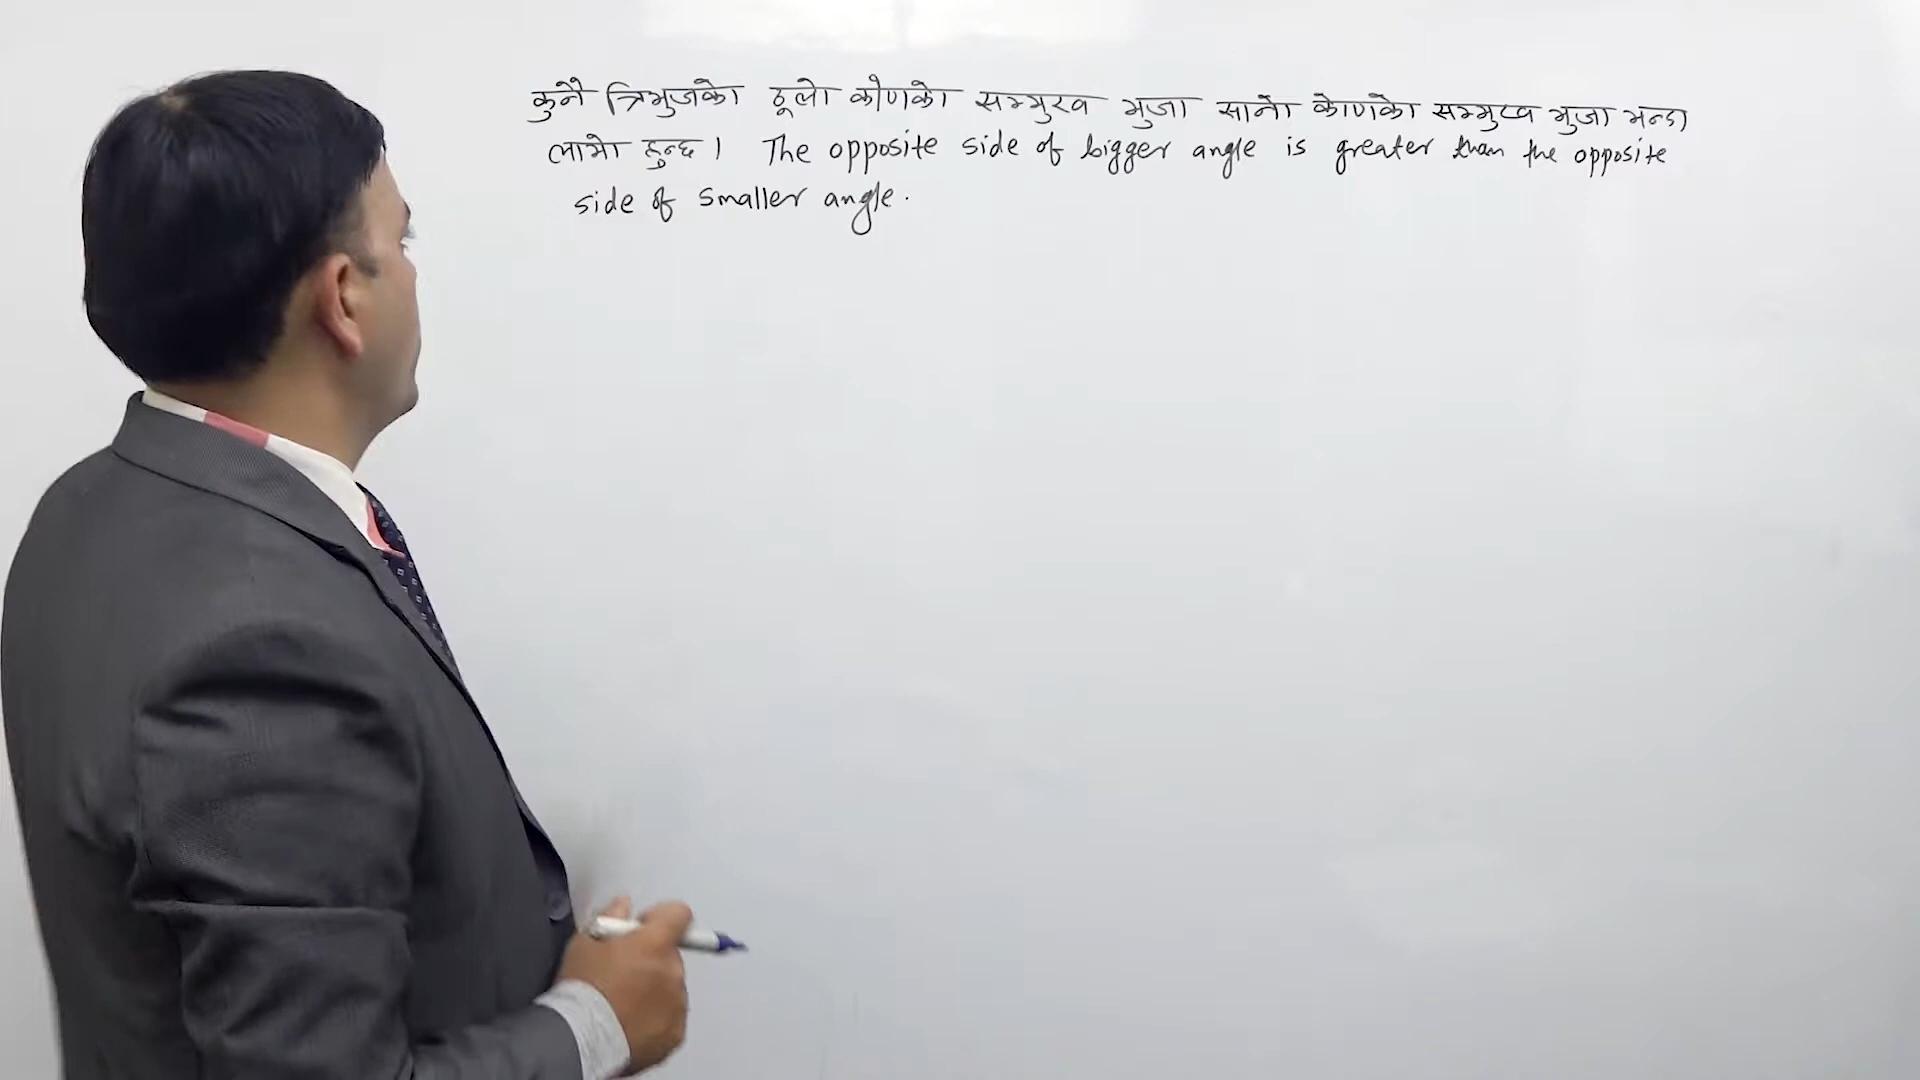 कुनै त्रिभुजको ठूलो कोणको सम्मुख भुजा सानो कोणको सम्मुख भुजा भन्दा
लामो हुन्छ। The opposite side of bigger angle is greater than the opposite
side of smaller angle.